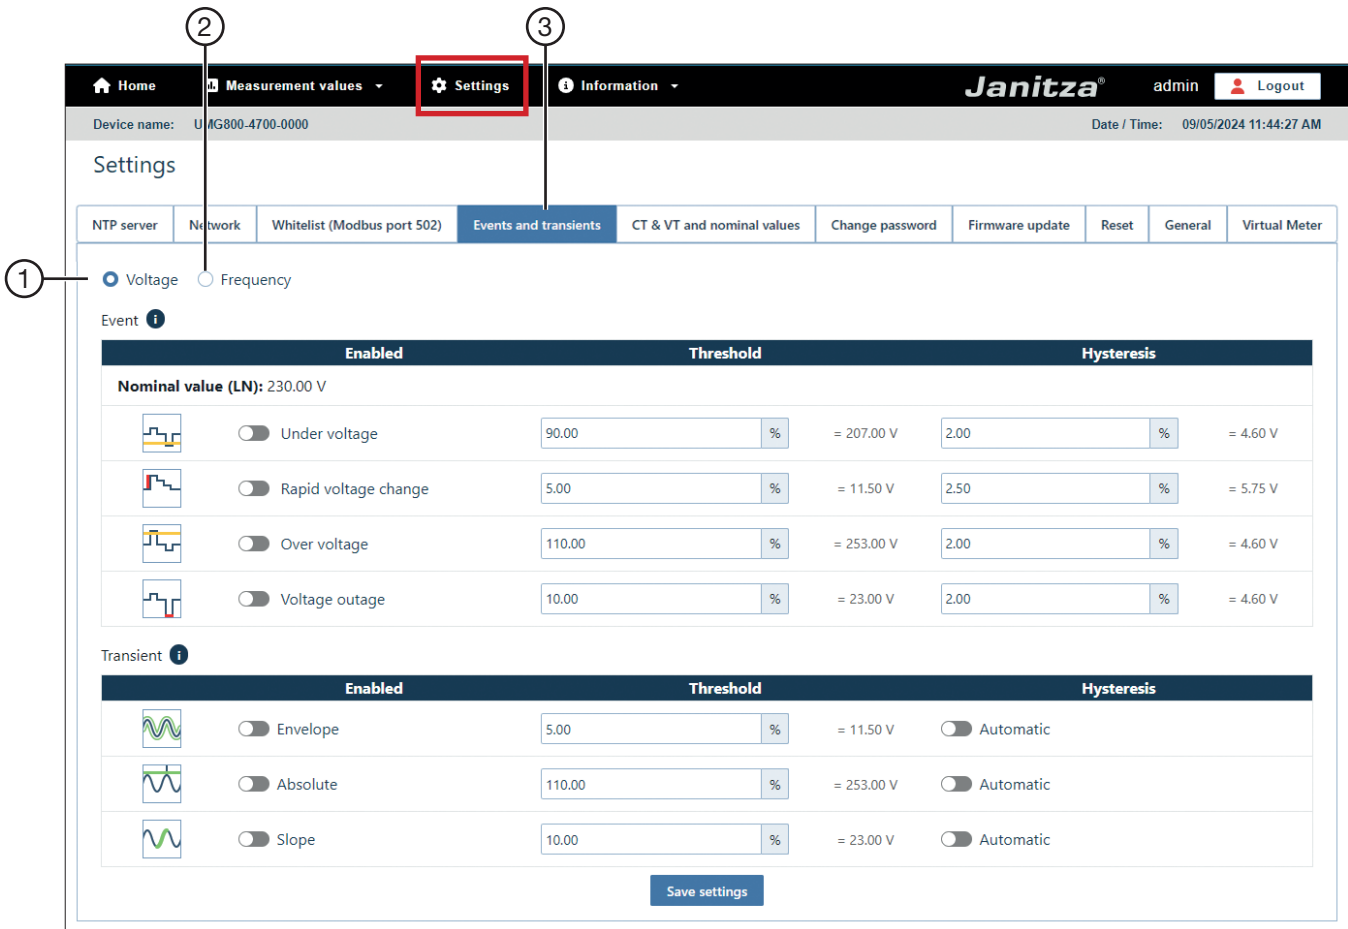 2 3
Home Measurement values Settings Information Janitza® admin Logout
Device name: UMG800-4700-0000 Date / Time: 09/05/2024 11:44:27 AM
Settings
NTP server Network Whitelist (Modbus port 502) Events and transients CT & VT and nominal values Change password Firmware update Reset General Virtual Meter
1 Voltage Frequency
Event i
Enabled Threshold Hysteresis
Nominal value (LN): 230.00 V
Under voltage 90.00 % = 207.00 V 2.00 % = 4.60 V
Rapid voltage change 5.00 % = 11.50 V 2.50 % = 5.75 V
Over voltage 110.00 % = 253.00 V 2.00 % = 4.60 V
Voltage outage 10.00 % = 23.00 V 2.00 % = 4.60 V
Transient i
Enabled Threshold Hysteresis
Envelope 5.00 % = 11.50 V Automatic
Absolute 110.00 % = 253.00 V Automatic
Slope 10.00 % = 23.00 V Automatic
Save settings